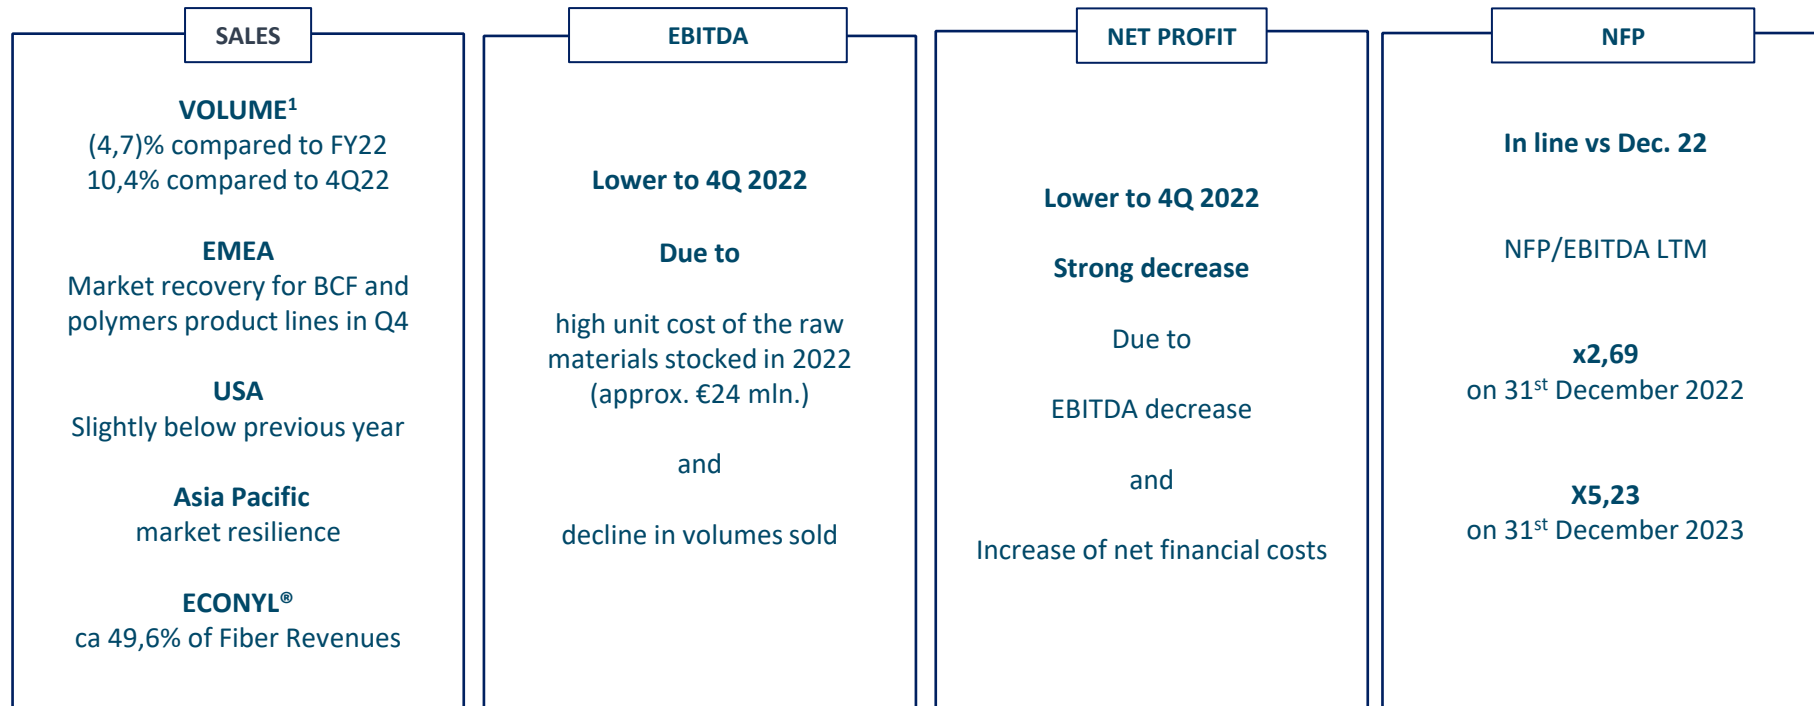 SALES
VOLUME¹
(4,7)% compared to FY22
10,4% compared to 4Q22
EMEA
Market recovery for BCF and
polymers product lines in Q4
USA
Slightly below previous year
Asia Pacific
market resilience
ECONYL®
ca 49,6% of Fiber Revenues
EBITDA
Lower to 4Q 2022
Due to
high unit cost of the raw
materials stocked in 2022
(approx. €24 mln.)
and
decline in volumes sold
NET PROFIT
Lower to 4Q 2022
Strong decrease
Due to
EBITDA decrease
and
Increase of net financial costs
NFP
In line vs Dec. 22
NFP/EBITDA LTM
x2,69
on 31st December 2022
X5,23
on 31st December 2023